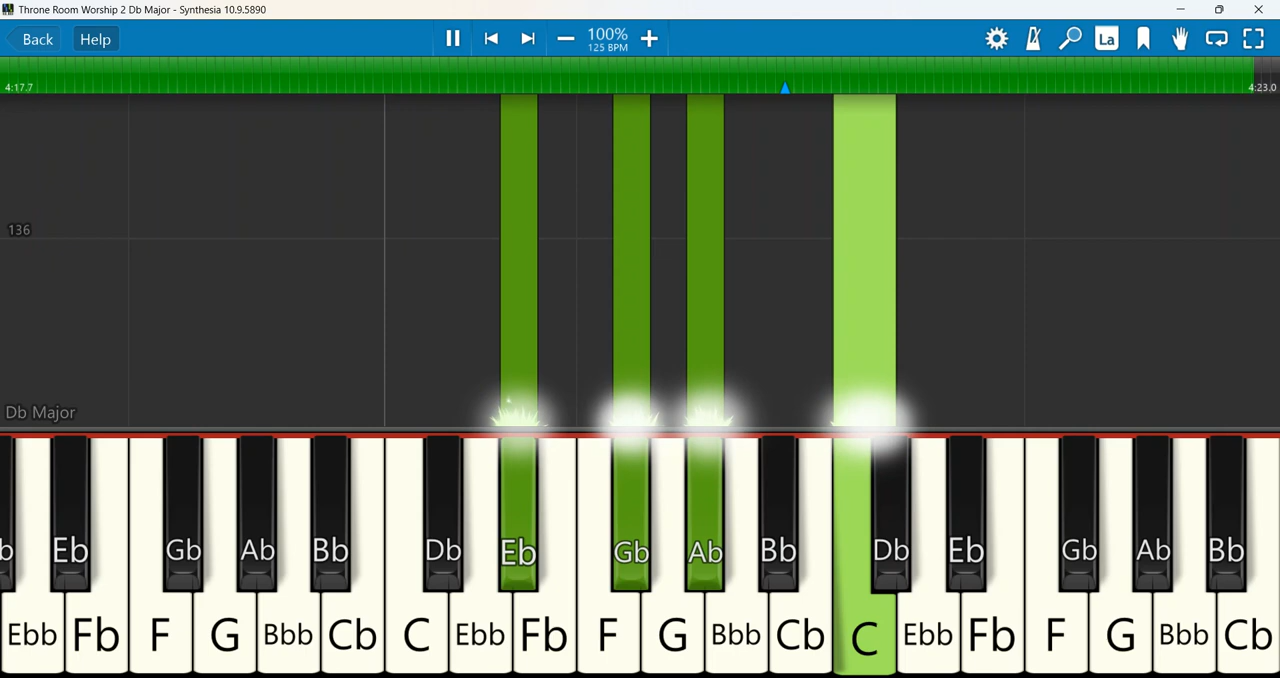 Throne Room Worship 2 Db Major - Synthesia 10.9.5890
Back Help 100% La
125 BPM
4:17.7 4:23.0
136
Db Major
b Eb Gb Ab Bb Db Eb Gb Ab Bb Db Eb Gb Ab Bb
Ebb Fb F G Bbb Cb C Ebb Fb F G Bbb Cb C Ebb Fb F G Bbb Cb